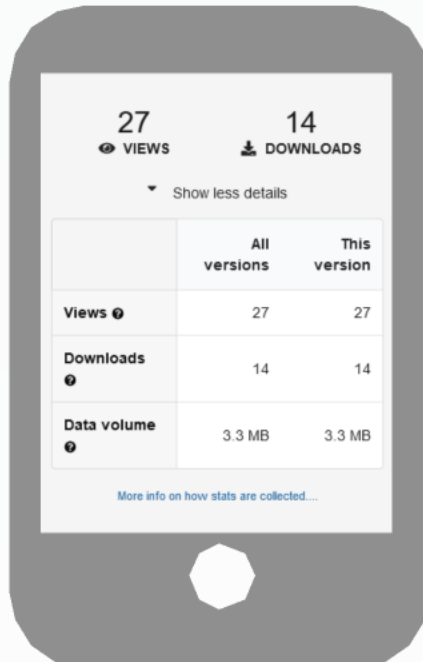 27 14
VIEWS DOWNLOADS
Show less details
All versions This version
Views 27 27
Downloads 14 14
Data volume 3.3 MB 3.3 MB
More info on how stats are collected....